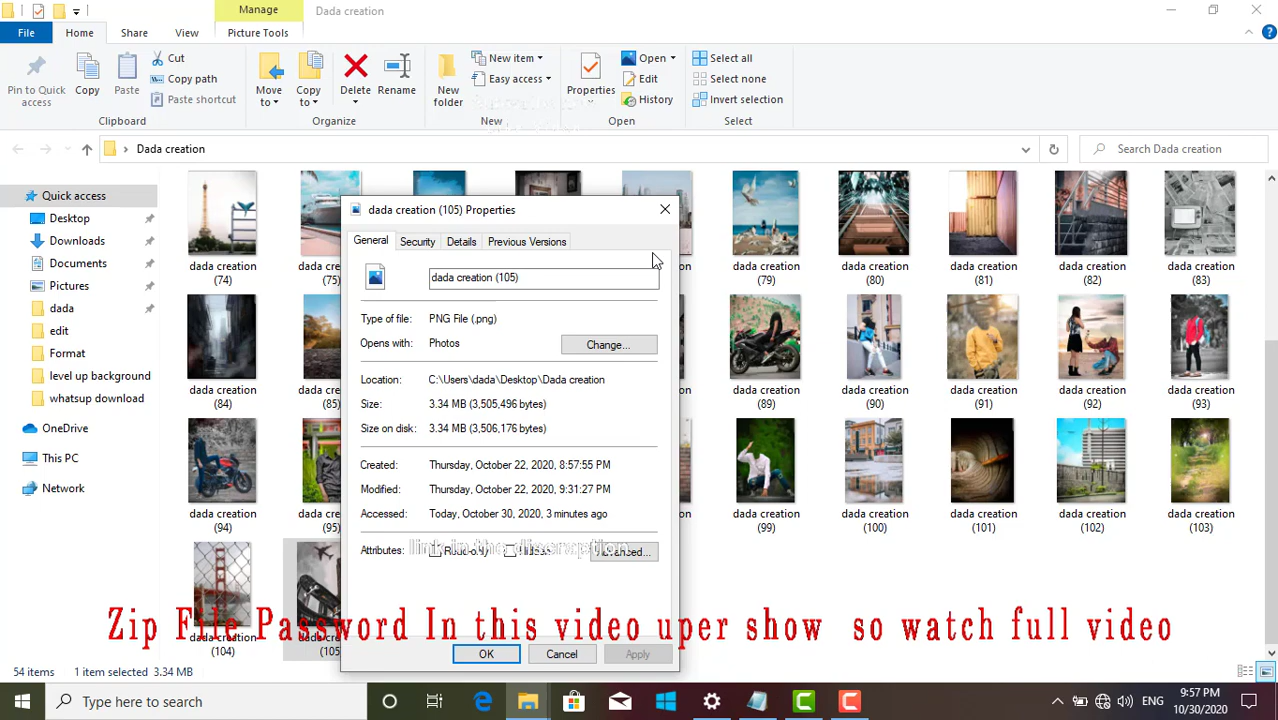 Manage
Dada creation
File
Home
Share
View
Picture Tools
Pin to Quick access
Copy
Paste
Cut
Copy path
Paste shortcut
Clipboard
Move to
Copy to
Delete
Rename
Organize
New folder
New item
Easy access
New
Properties
Open
Edit
History
Open
Select all
Select none
Invert selection
Select
Dada creation
Search Dada creation
Quick access
Desktop
Downloads
Documents
Pictures
dada
edit
Format
level up background
whatsup download
OneDrive
This PC
Network
dada creation (74)
dada creation (79)
dada creation (80)
dada creation (81)
dada creation (82)
dada creation (83)
dada creation (84)
dada creation (89)
dada creation (90)
dada creation (91)
dada creation (92)
dada creation (93)
dada creation (94)
dada creation (99)
dada creation (100)
dada creation (101)
dada creation (102)
dada creation (103)
dada creation (104)
dada creation (105) Properties
General
Security
Details
Previous Versions
dada creation (105)
Type of file: PNG File (.png)
Opens with: Photos
Change...
Location: C:\Users\dada\Desktop\Dada creation
Size: 3.34 MB (3,505,496 bytes)
Size on disk: 3.34 MB (3,506,176 bytes)
Created: Thursday, October 22, 2020, 8:57:55 PM
Modified: Thursday, October 22, 2020, 9:31:27 PM
Accessed: Today, October 30, 2020, 3 minutes ago
Attributes: Read-only Hidden Advanced...
link in the
Zip File Password In this video uper show so watch full video
OK
Cancel
Apply
54 items 1 item selected 3.34 MB
Type here to search
ENG
9:57 PM
10/30/2020